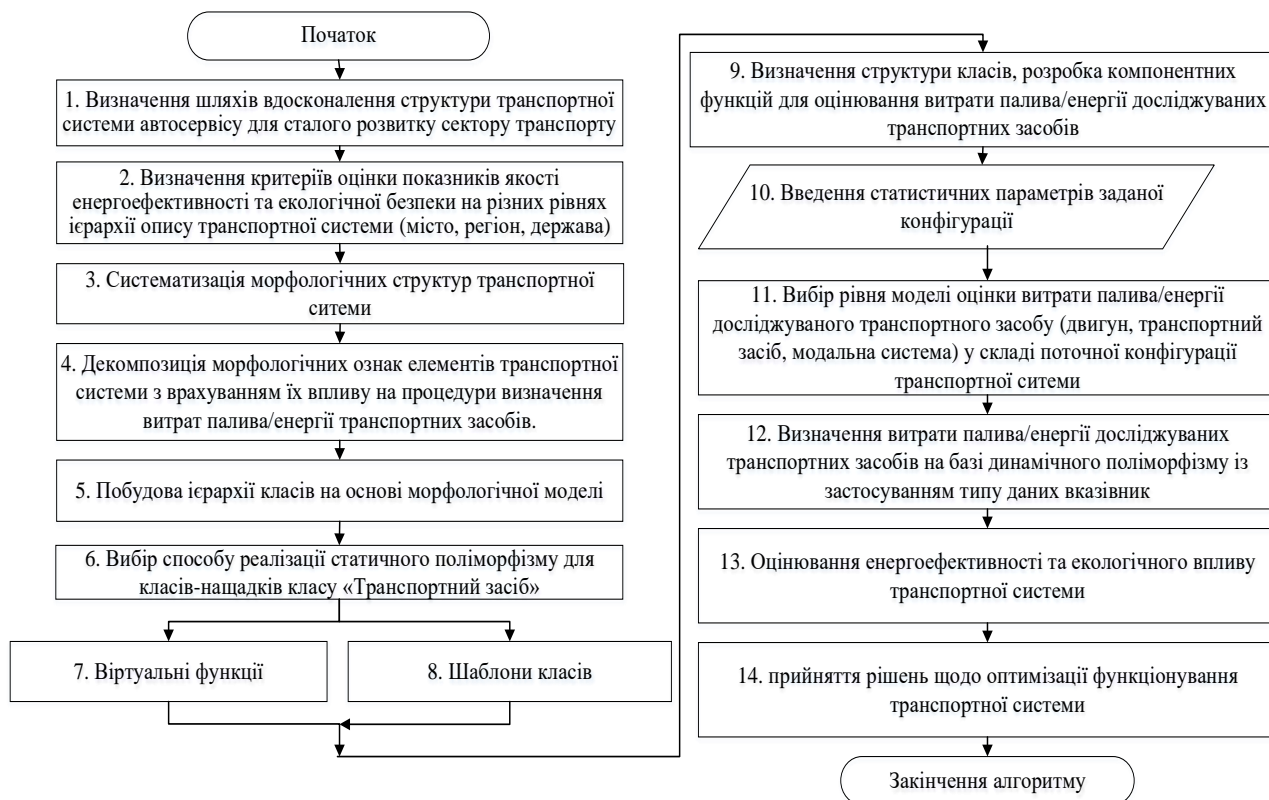 Початок
1. Визначення шляхів вдосконалення структури транспортної
системи автосервісу для сталого розвитку сектору транспорту
2. Визначення критеріїв оцінки показників якості
енергоефективності та екологічної безпеки на різних рівнях
ієрархії опису транспортної системи (місто, регіон, держава)
3. Систематизація морфологічних структур транспортної
ситеми
4. Декомпозиція морфологічних ознак елементів транспортної
системи з врахуванням їх впливу на процедури визначення
витрат палива/енергії транспортних засобів.
5. Побудова ієрархії класів на основі морфологічної моделі
6. Вибір способу реалізації статичного поліморфізму для
класів-нащадків класу «Транспортний засіб»
7. Віртуальні функції
8. Шаблони класів
9. Визначення структури класів, розробка компонентних
функцій для оцінювання витрати палива/енергії досліджуваних
транспортних засобів
10. Введення статистичних параметрів заданої
конфігурації
11. Вибір рівня моделі оцінки витрати палива/енергії
досліджуваного транспортного засобу (двигун, транспортний
засіб, модальна система) у складі поточної конфігурації
транспортної ситеми
12. Визначення витрати палива/енергії досліджуваних
транспортних засобів на базі динамічного поліморфізму із
застосуванням типу даних вказівник
13. Оцінювання енергоефективності та екологічного впливу
транспортної системи
14. прийняття рішень щодо оптимізації функціонування
транспортної системи
Закінчення алгоритму